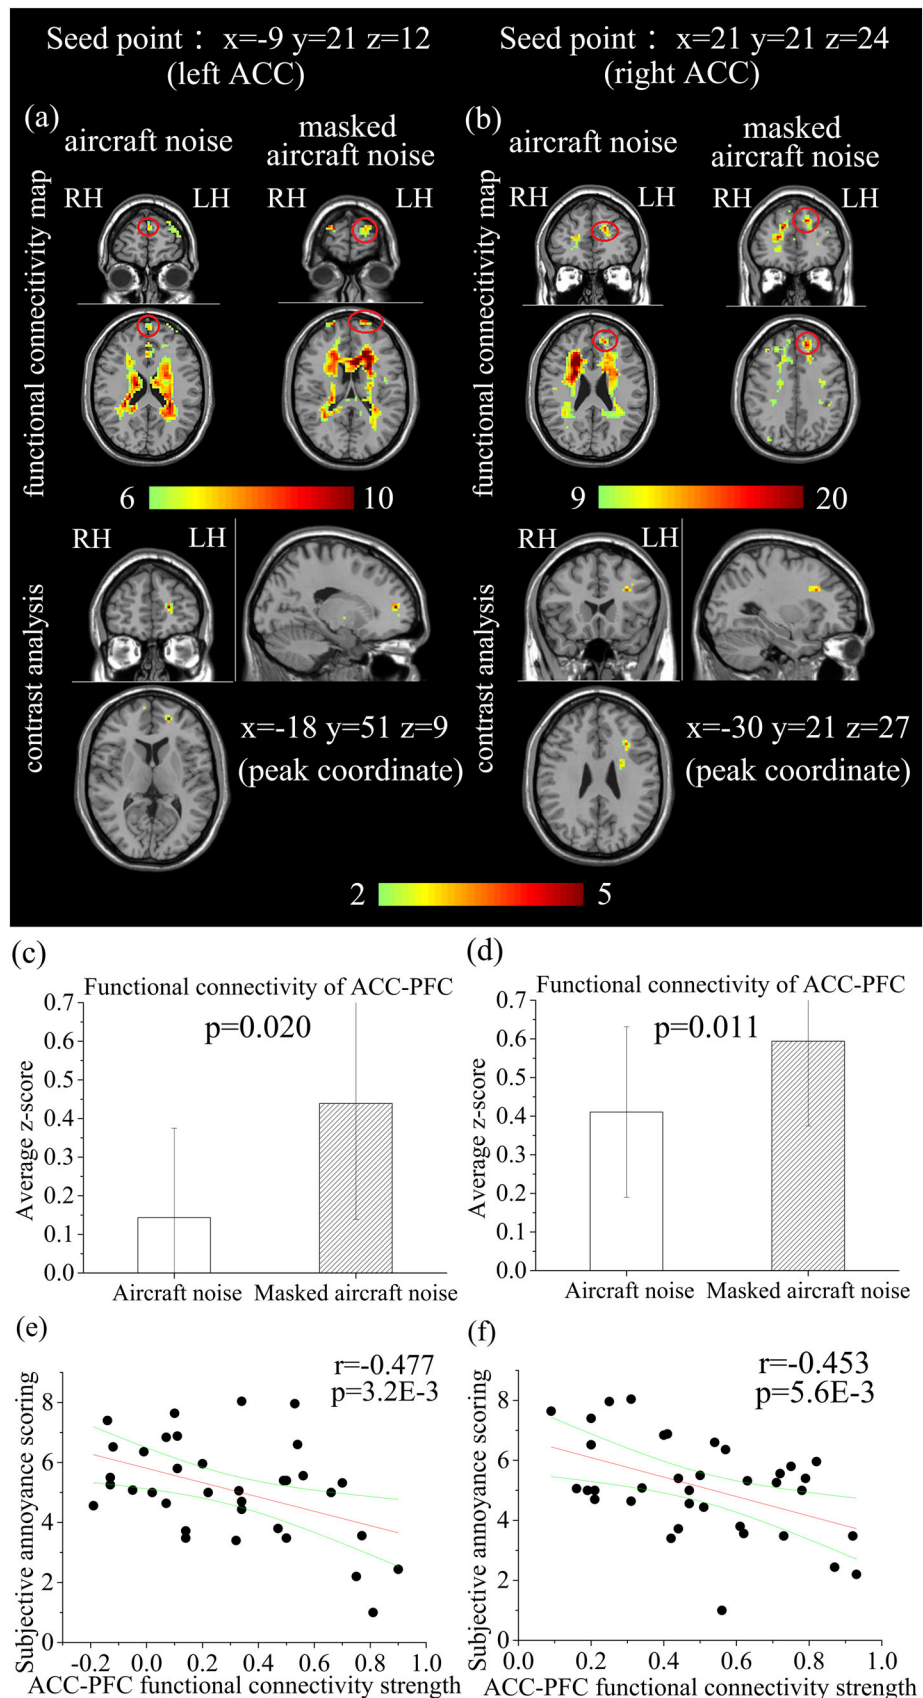 Seed point： x=-9 y=21 z=12
(left ACC)
Seed point： x=21 y=21 z=24
(right ACC)
(a)
aircraft noise
masked
aircraft noise
RH
LH
functional connecitivity map
6
10
RH
LH
contrast analysis
x=-18 y=51 z=9
(peak coordinate)
(b)
aircraft noise
masked
aircraft noise
RH
LH
functional connecitivity map
9
20
RH
LH
contrast analysis
x=-30 y=21 z=27
(peak coordinate)
2
5
(c)
Functional connectivity of ACC-PFC
p=0.020
Average z-score
0.7
0.6
0.5
0.4
0.3
0.2
0.1
0.0
Aircraft noise
Masked aircraft noise
(d)
Functional connectivity of ACC-PFC
p=0.011
Average z-score
0.7
0.6
0.5
0.4
0.3
0.2
0.1
0.0
Aircraft noise
Masked aircraft noise
(e)
r=-0.477
p=3.2E-3
Subjective annoyance scoring
8
6
4
2
0
-0.2 0.0 0.2 0.4 0.6 0.8 1.0
ACC-PFC functional connectivity strength
(f)
r=-0.453
p=5.6E-3
Subjective annoyance scoring
8
6
4
2
0
0.0 0.2 0.4 0.6 0.8 1.0
ACC-PFC functional connectivity strength